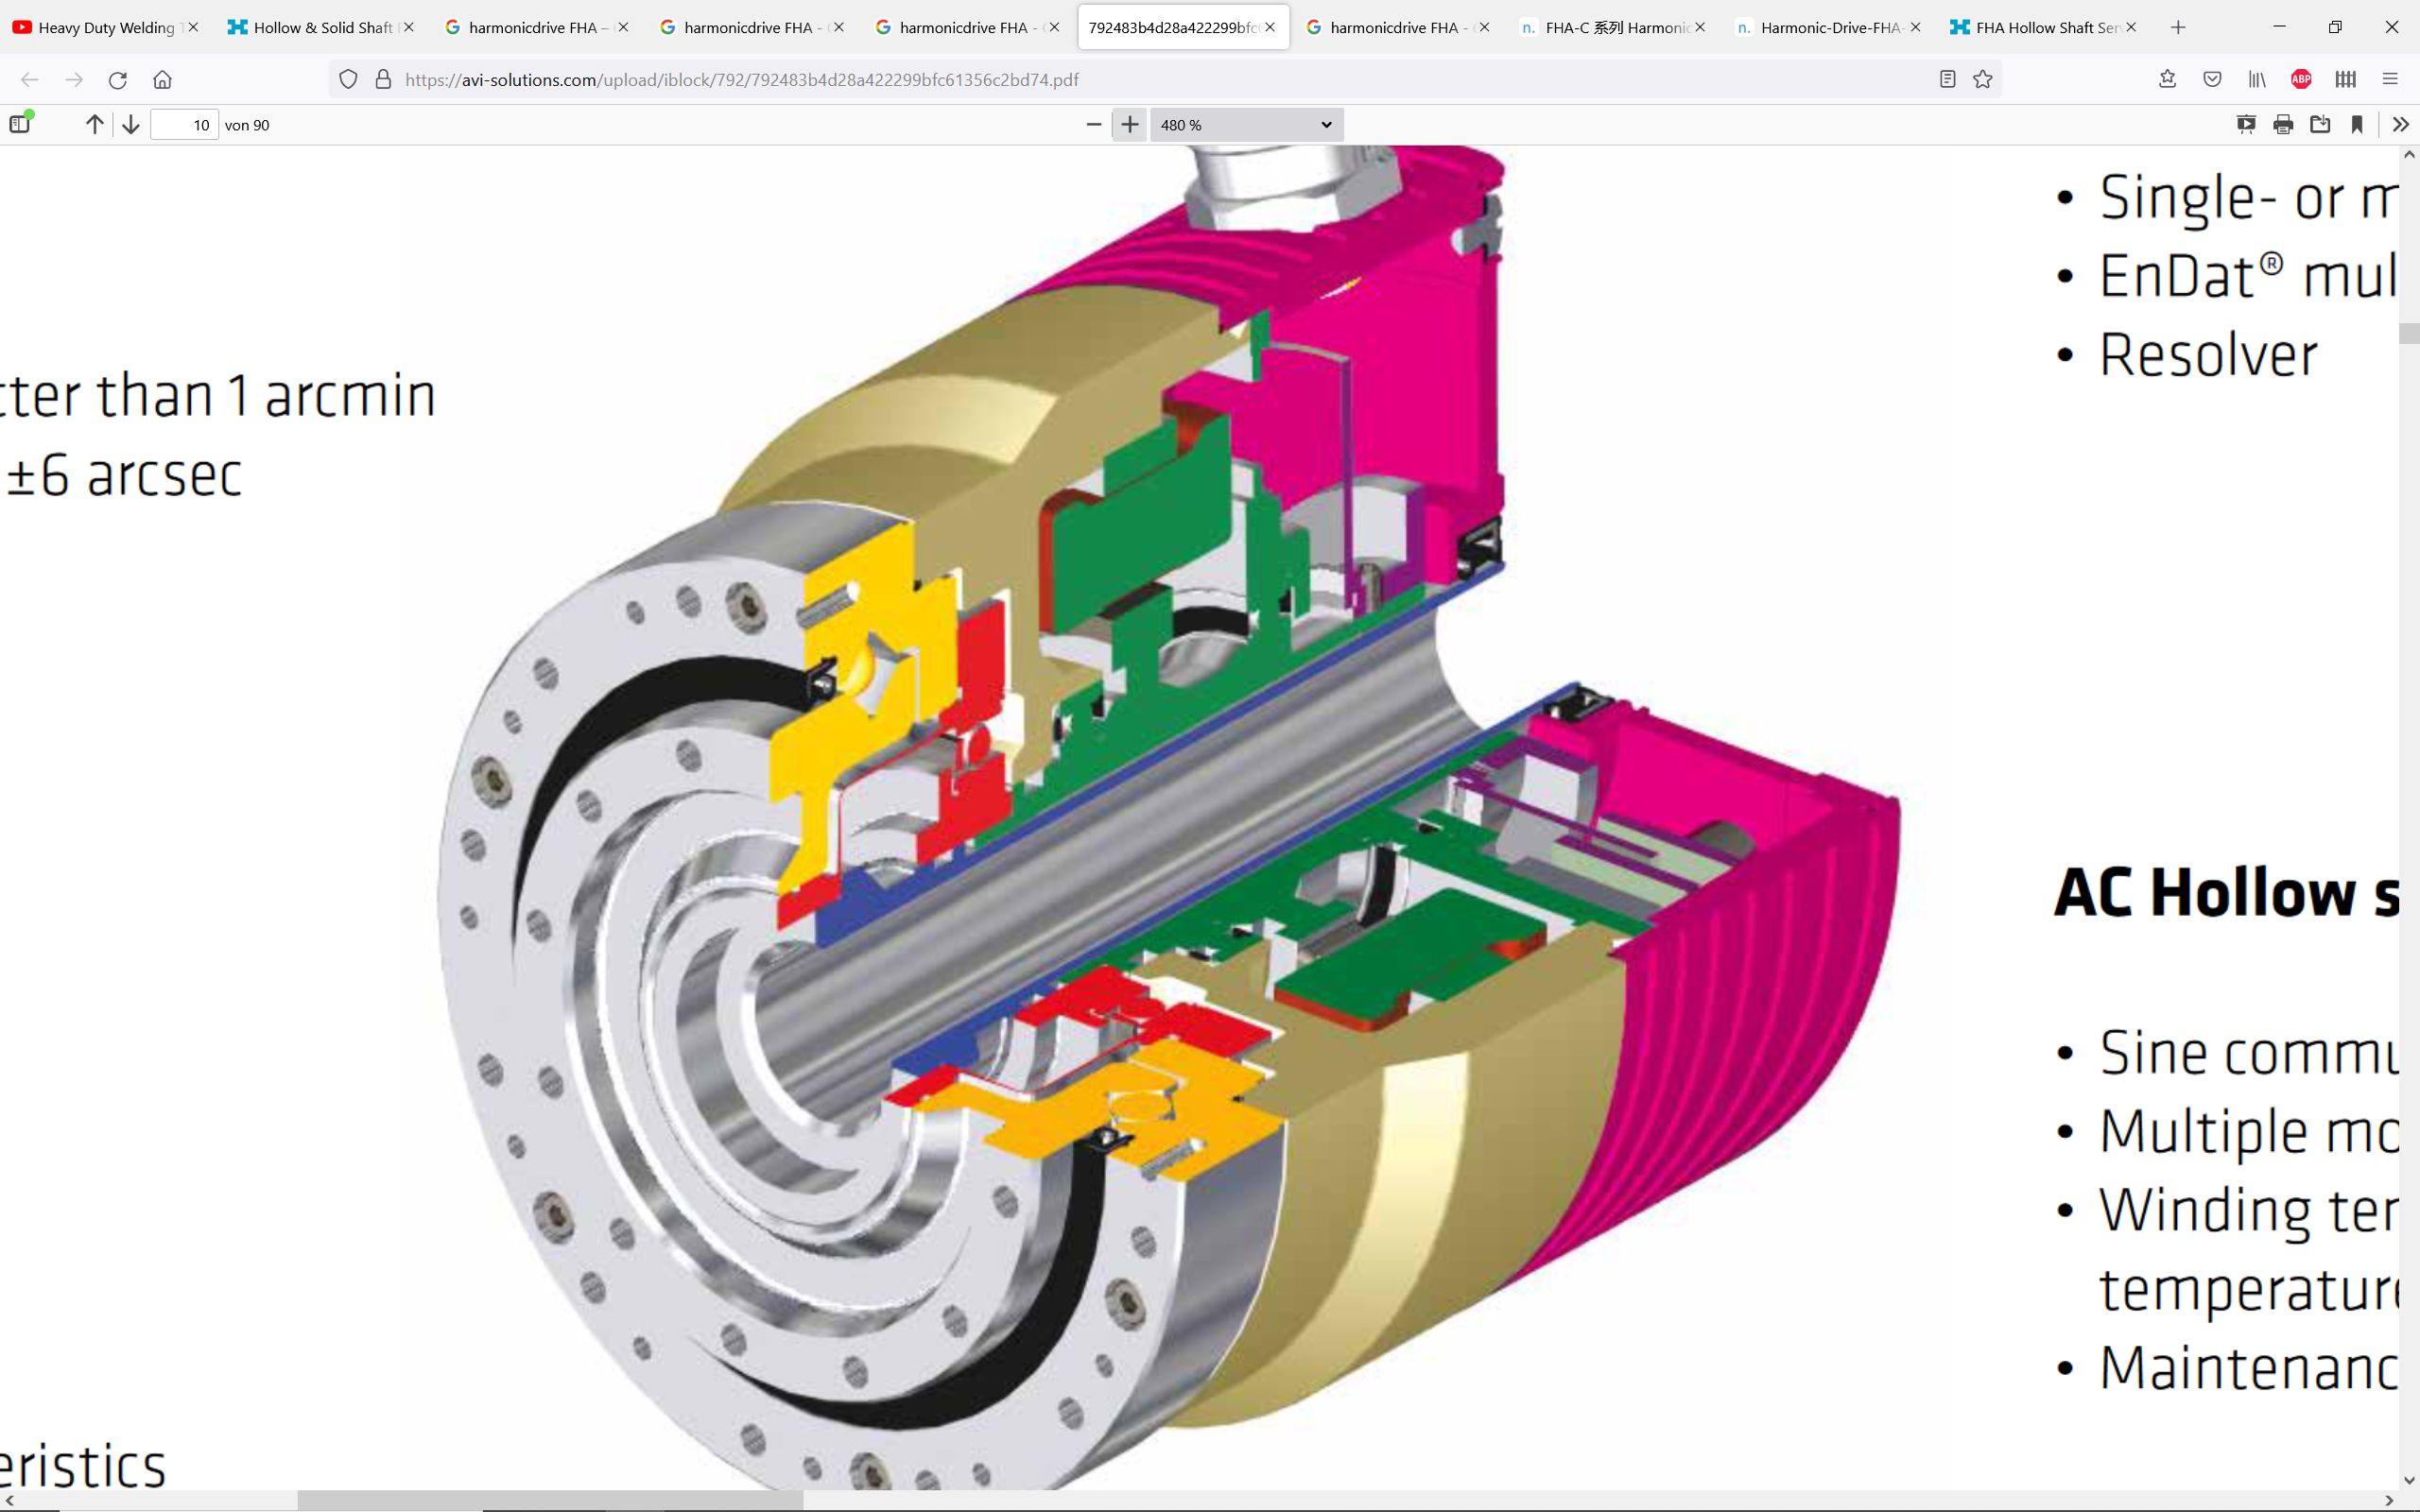 Heavy Duty Welding T
Hollow & Solid Shaft
harmonicdrive FHA –
harmonicdrive FHA -
harmonicdrive FHA -
792483b4d28a422299bfc
harmonicdrive FHA -
n. FHA-C 系列 Harmonic
n. Harmonic-Drive-FHA-
FHA Hollow Shaft Ser
https://avi-solutions.com/upload/iblock/792/792483b4d28a422299bfc61356c2bd74.pdf
ABP
10 von 90
480 %
tter than 1 arcmin
±6 arcsec
eristics
• Single- or m
• EnDat® mul
• Resolver
AC Hollow s
• Sine commu
• Multiple mo
• Winding ter
temperature
• Maintenanc